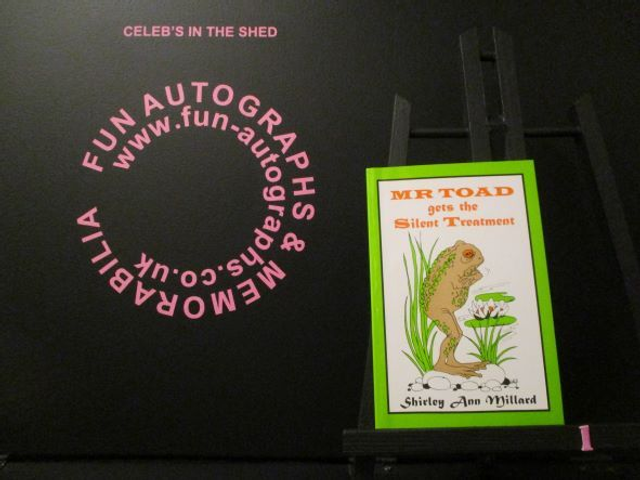 CELEB'S IN THE SHED
FUN AUTOGRAPHS & MEMORABILIA
www.fun-autographs.co.uk
MR TOAD
gets the
Silent Treatment
Shirley Ann Millard